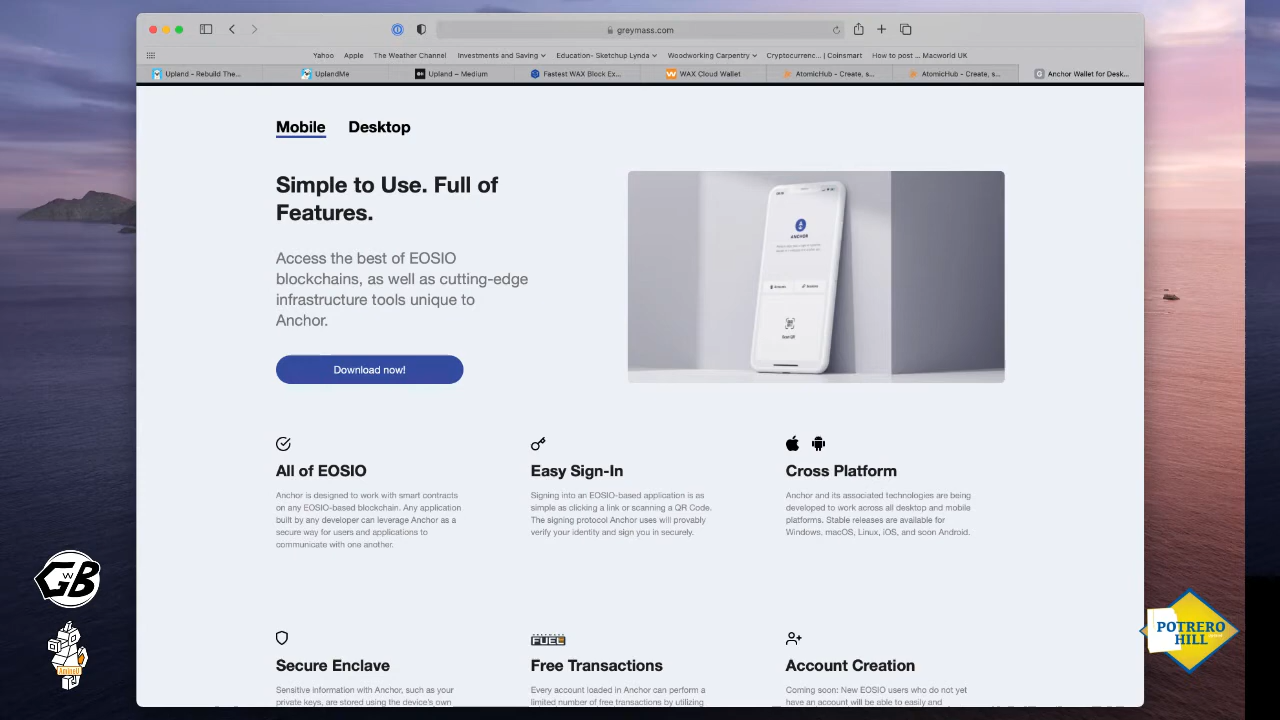 greymass.com
Yahoo Apple The Weather Channel Investments and Saving Education- Sketchup Lynda Woodworking Carpentry Cryptocurrenc... | Coinsmart How to post ... Macworld UK
Upland - Rebuild The... UplandMe Upland – Medium Fastest WAX Block Ex... WAX Cloud Wallet AtomicHub - Create, s... AtomicHub - Create, s... Anchor Wallet for Desk...
Mobile Desktop
Simple to Use. Full of
Features.
Access the best of EOSIO
blockchains, as well as cutting-edge
infrastructure tools unique to
Anchor.
Download now!
ANCHOR
Scan QR
All of EOSIO
Anchor is designed to work with smart contracts
on any EOSIO-based blockchain. Any application
built by any developer can leverage Anchor as a
secure way for users and applications to
communicate with one another.
Easy Sign-In
Signing into an EOSIO-based application is as
simple as clicking a link or scanning a QR Code.
The signing protocol Anchor uses will provably
verify your identity and sign you in securely.
Cross Platform
Anchor and its associated technologies are being
developed to work across all desktop and mobile
platforms. Stable releases are available for
Windows, macOS, Linux, iOS, and soon Android.
Secure Enclave
Sensitive information with Anchor, such as your
private keys, are stored using the device's own
FUEL
Free Transactions
Every account loaded in Anchor can perform a
limited number of free transactions by utilizing
Account Creation
Coming soon: New EOSIO users who do not yet
have an account will be able to easily and
GWB
POTRERO
HILL